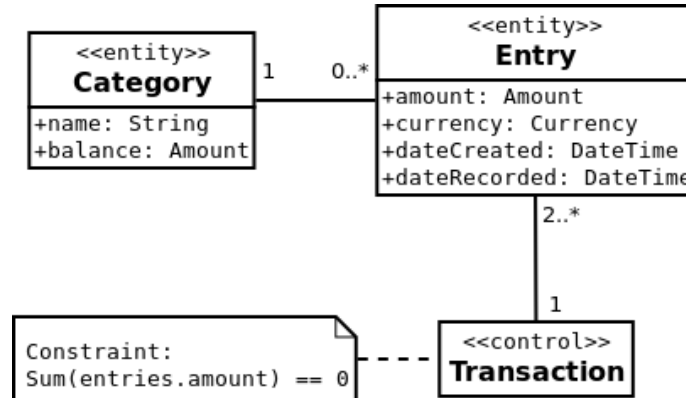 <<entity>>
Category
+name: String
+balance: Amount
1
0..*
<<entity>>
Entry
+amount: Amount
+currency: Currency
+dateCreated: DateTime
+dateRecorded: DateTime
2..*
1
<<control>>
Transaction
Constraint:
Sum(entries.amount) == 0